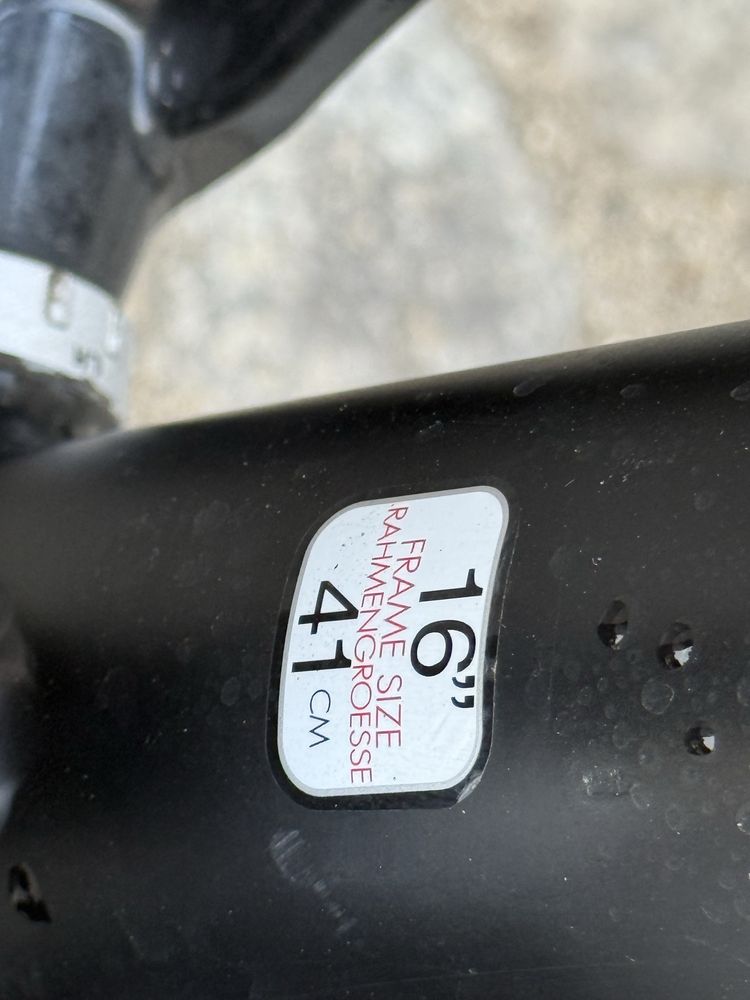 16”
FRAME SIZE
RAHMENGROESSE
41 CM